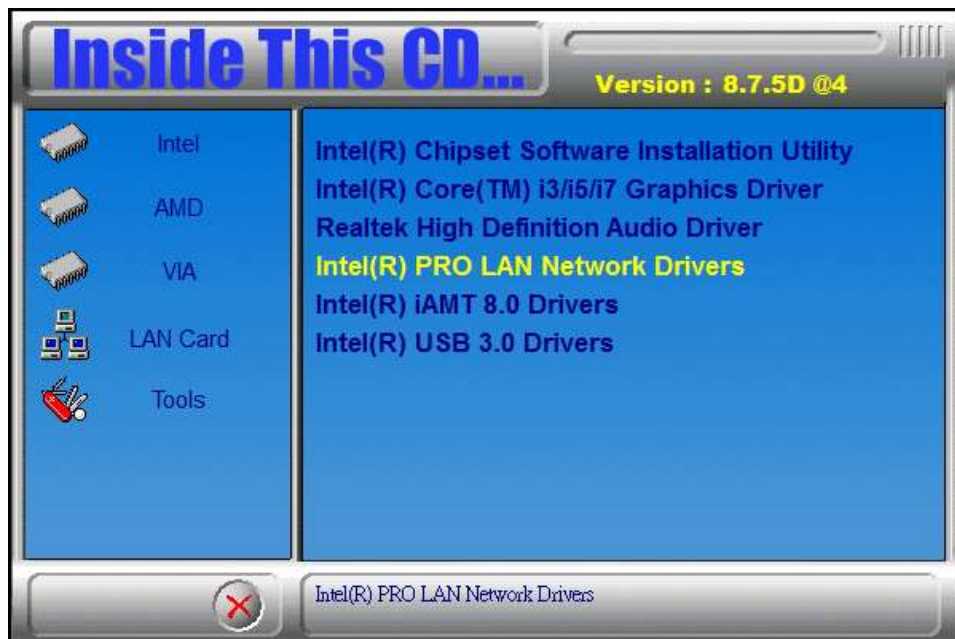 Inside This CD...
Version : 8.7.5D @4
Intel
AMD
VIA
LAN Card
Tools
Intel(R) Chipset Software Installation Utility
Intel(R) Core(TM) i3/i5/i7 Graphics Driver
Realtek High Definition Audio Driver
Intel(R) PRO LAN Network Drivers
Intel(R) iAMT 8.0 Drivers
Intel(R) USB 3.0 Drivers
Intel(R) PRO LAN Network Drivers